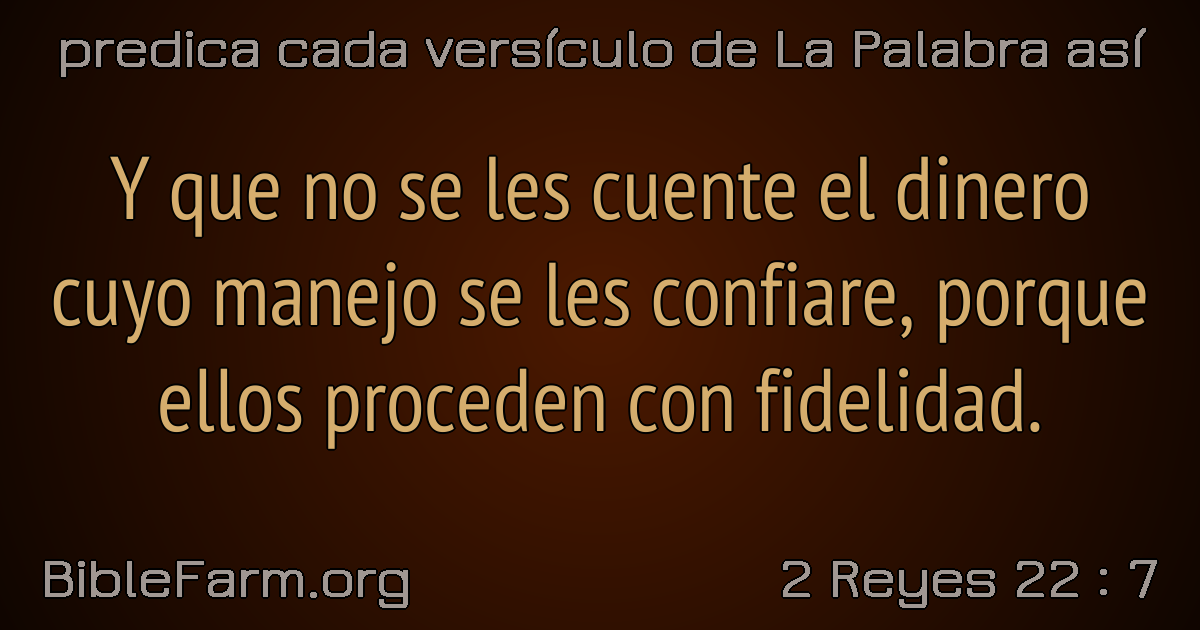 predica cada versículo de La Palabra así
Y que no se les cuente el dinero
cuyo manejo se les confiare, porque
ellos proceden con fidelidad.
BibleFarm.org
2 Reyes 22 : 7